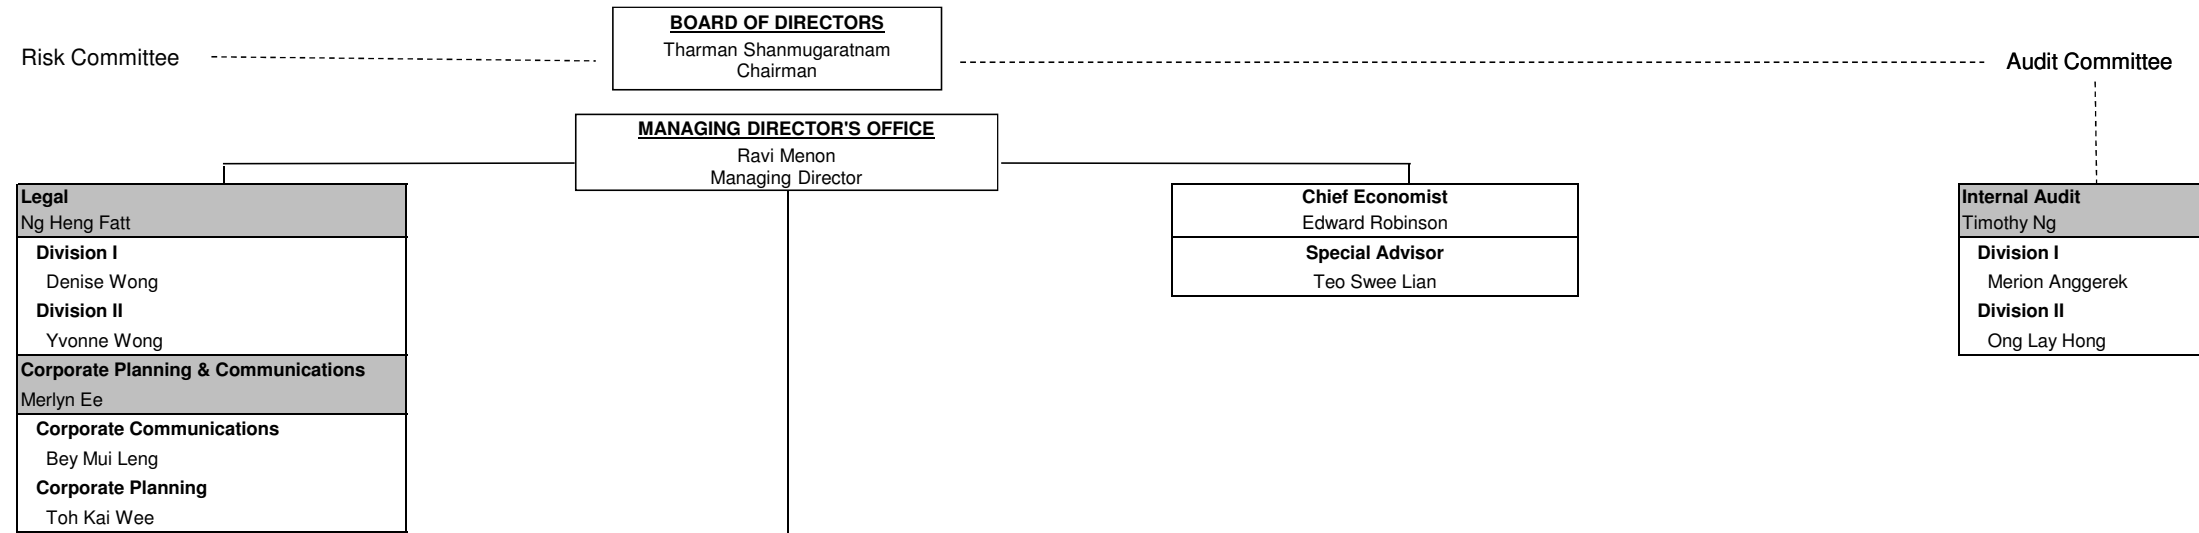 BOARD OF DIRECTORS
Tharman Shanmugaratnam
Chairman
Risk Committee
Audit Committee
MANAGING DIRECTOR'S OFFICE
Ravi Menon
Managing Director
Legal
Ng Heng Fatt
Division I
Denise Wong
Division II
Yvonne Wong
Corporate Planning & Communications
Merlyn Ee
Corporate Communications
Bey Mui Leng
Corporate Planning
Toh Kai Wee
Chief Economist
Edward Robinson
Special Advisor
Teo Swee Lian
Internal Audit
Timothy Ng
Division I
Merion Anggerek
Division II
Ong Lay Hong